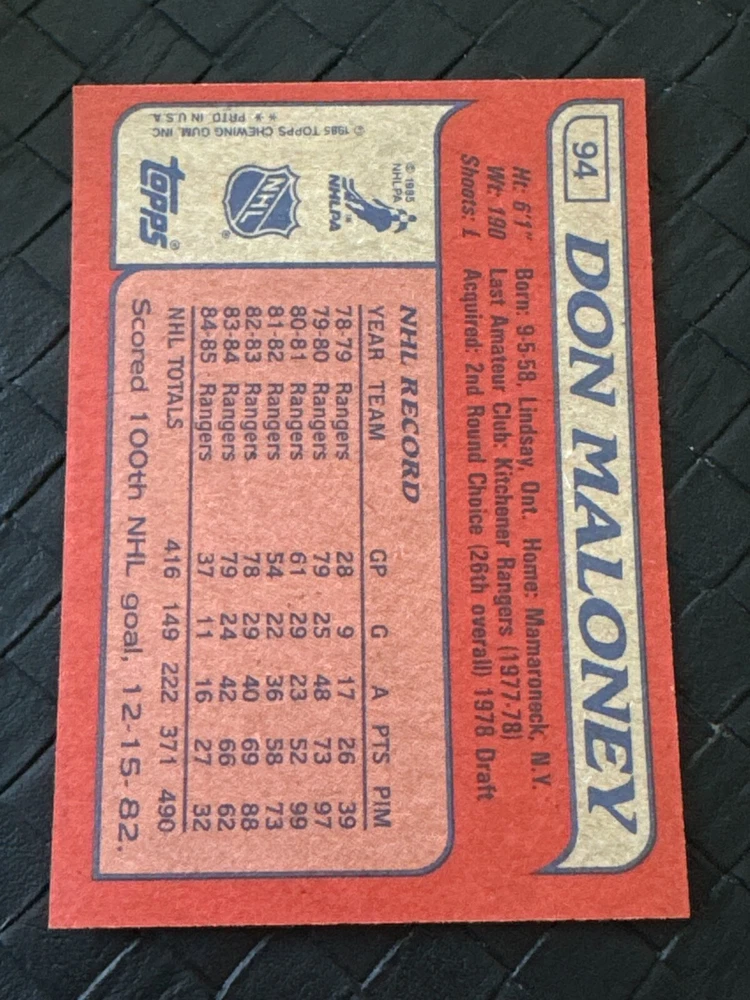 94 DON MALONEY
Ht: 6'1" Born: 9-5-58, Lindsay, Ont. Home: Mamaroneck, N.Y.
Wt: 190 Last Amateur Club: Kitchener Rangers (1977-78)
Shoots: L Acquired: 2nd Round Choice (26th overall) 1978 Draft
© 1985
NHLPA
NHLPA
NHL
®
topps®
© 1985 TOPPS CHEWING GUM, INC
* * PRTD. IN U.S.A.
NHL RECORD
YEAR TEAM GP G A PTS PIM
78-79 Rangers 28 9 17 26 39
79-80 Rangers 79 25 48 73 97
80-81 Rangers 61 29 23 52 99
81-82 Rangers 54 22 36 58 73
82-83 Rangers 78 29 40 69 88
83-84 Rangers 79 24 42 66 62
84-85 Rangers 37 11 16 27 32
NHL TOTALS 416 149 222 371 490
Scored 100th NHL goal, 12-15-82.